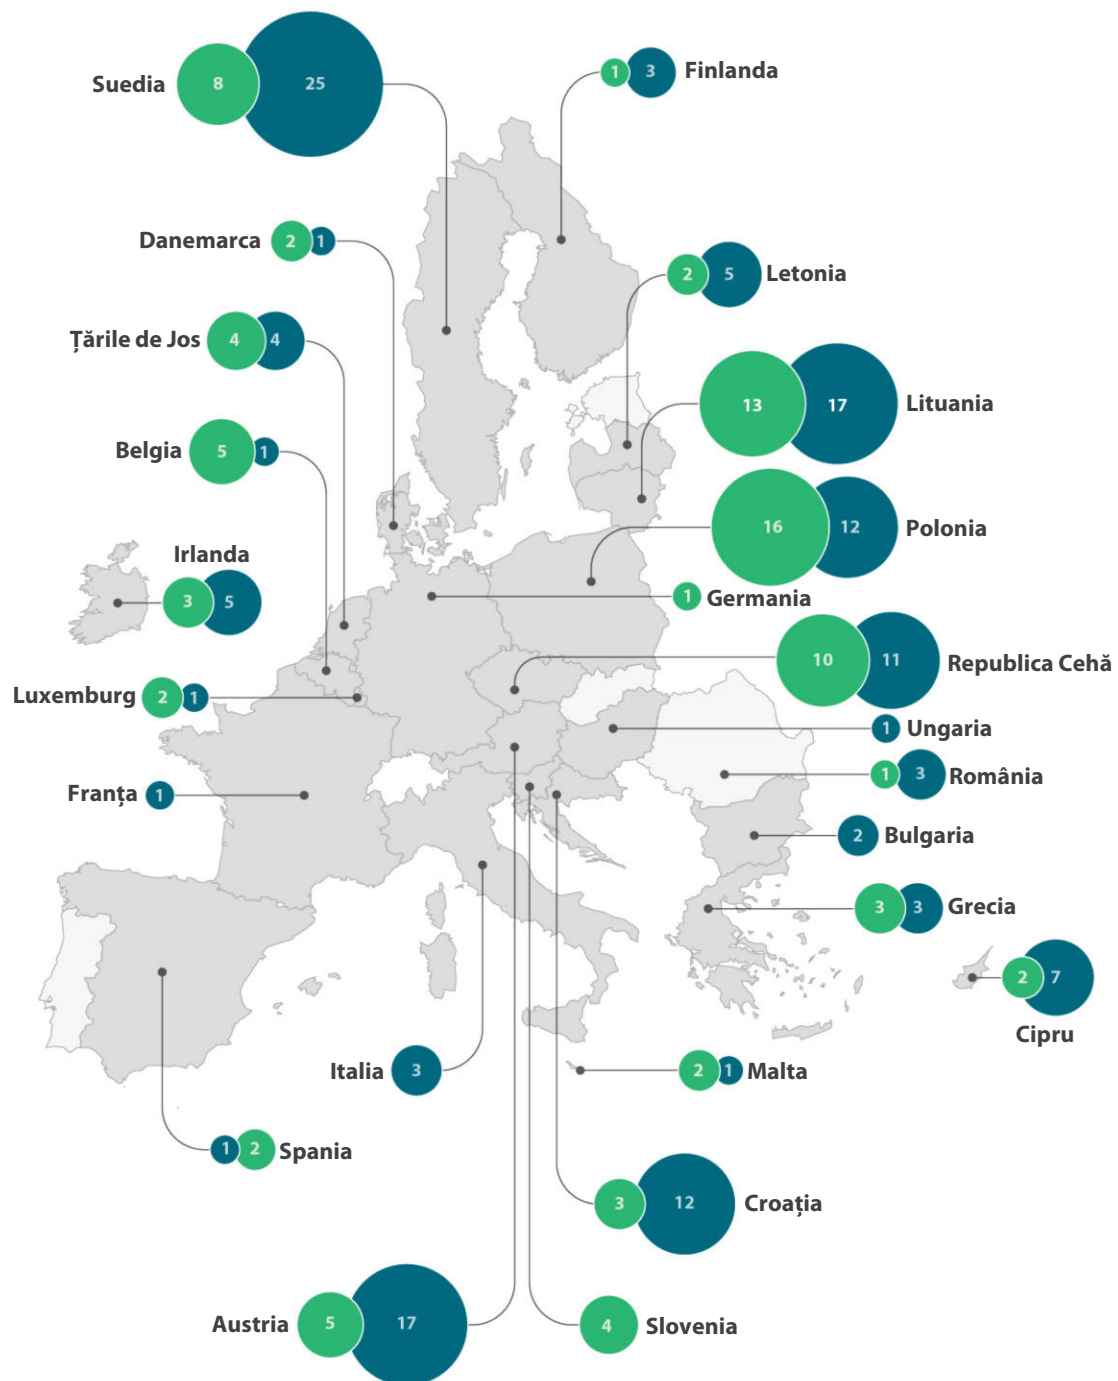 Suedia 8 25
1 3 Finlanda
Danemarca 2 1
2 5 Letonia
Țările de Jos 4 4
13 17 Lituania
Belgia 5 1
16 12 Polonia
Irlanda
3 5
1 Germania
10 11 Republica Cehă
Luxemburg 2 1
1 Ungaria
1 3 România
Franța 1
2 Bulgaria
3 3 Grecia
2 7
Cipru
Italia 3
2 1 Malta
1 2 Spania
3 12 Croația
Austria 5 17
4 Slovenia